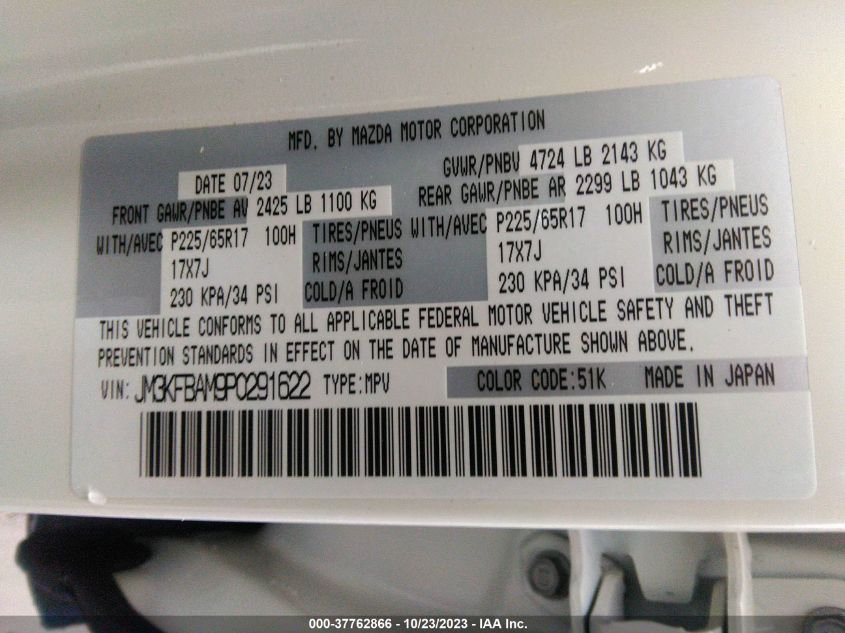 MFD. BY MAZDA MOTOR CORPORATION
DATE 07/23
GVWR/PNBV 4724 LB 2143 KG
FRONT GAWR/PNBE AV 2425 LB 1100 KG
REAR GAWR/PNBE AR 2299 LB 1043 KG
WITH/AVEC P225/65R17 100H TIRES/PNEUS
17X7J RIMS/JANTES
230 KPA/34 PSI COLD/A FROID
WITH/AVEC P225/65R17 100H TIRES/PNEUS
17X7J RIMS/JANTES
230 KPA/34 PSI COLD/A FROID
THIS VEHICLE CONFORMS TO ALL APPLICABLE FEDERAL MOTOR VEHICLE SAFETY AND THEFT
PREVENTION STANDARDS IN EFFECT ON THE DATE OF MANUFACTURE SHOWN ABOVE.
VIN: JM3KFBAM9P0291622 TYPE:MPV COLOR CODE:51K MADE IN JAPAN
000-37762866 - 10/23/2023 - IAA Inc.